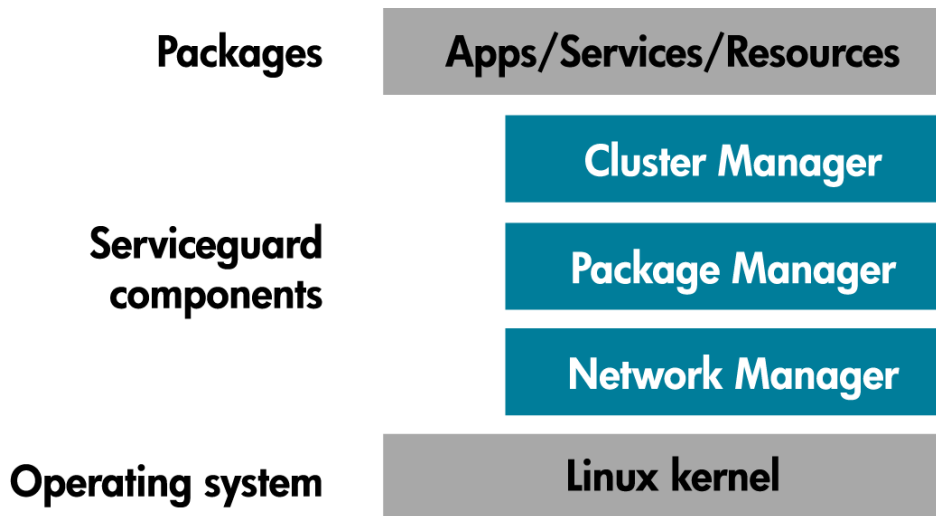 Packages
Apps/Services/Resources
Cluster Manager
Serviceguard
components
Package Manager
Network Manager
Operating system
Linux kernel